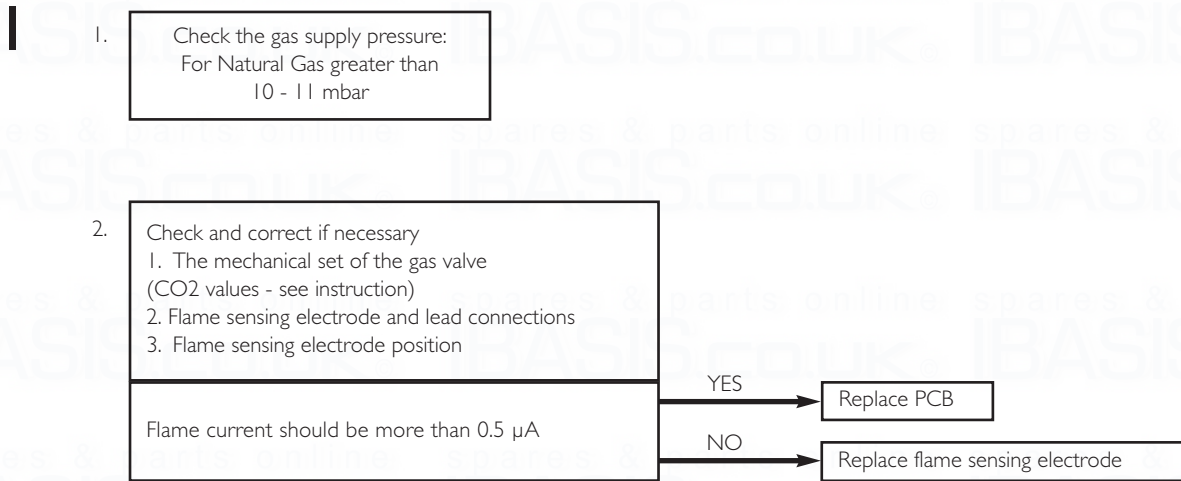 I
1. Check the gas supply pressure:
For Natural Gas greater than
10 - 11 mbar
2. Check and correct if necessary
1. The mechanical set of the gas valve
(CO2 values - see instruction)
2. Flame sensing electrode and lead connections
3. Flame sensing electrode position
YES
Replace PCB
Flame current should be more than 0.5 µA
NO
Replace flame sensing electrode
IBASIS.co.uk
spares & parts online